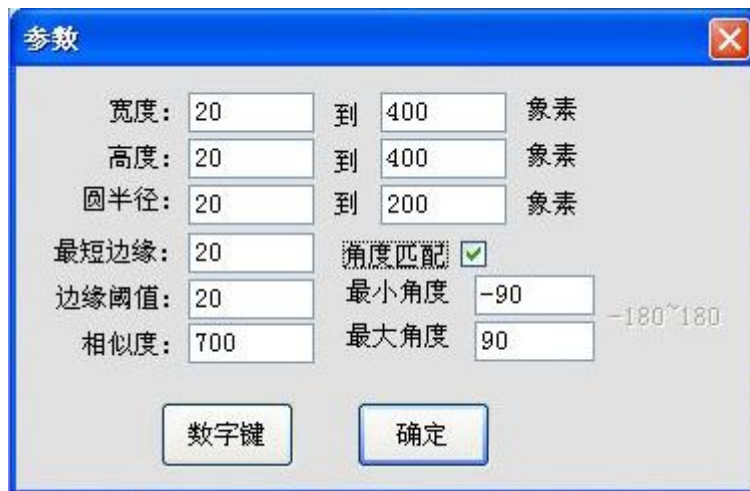 参数
宽度： 20 到 400 象素
高度： 20 到 400 象素
圆半径： 20 到 200 象素
最短边缘： 20 角度匹配
边缘阈值： 20 最小角度 -90 -180~180
相似度： 700 最大角度 90
数字键 确定